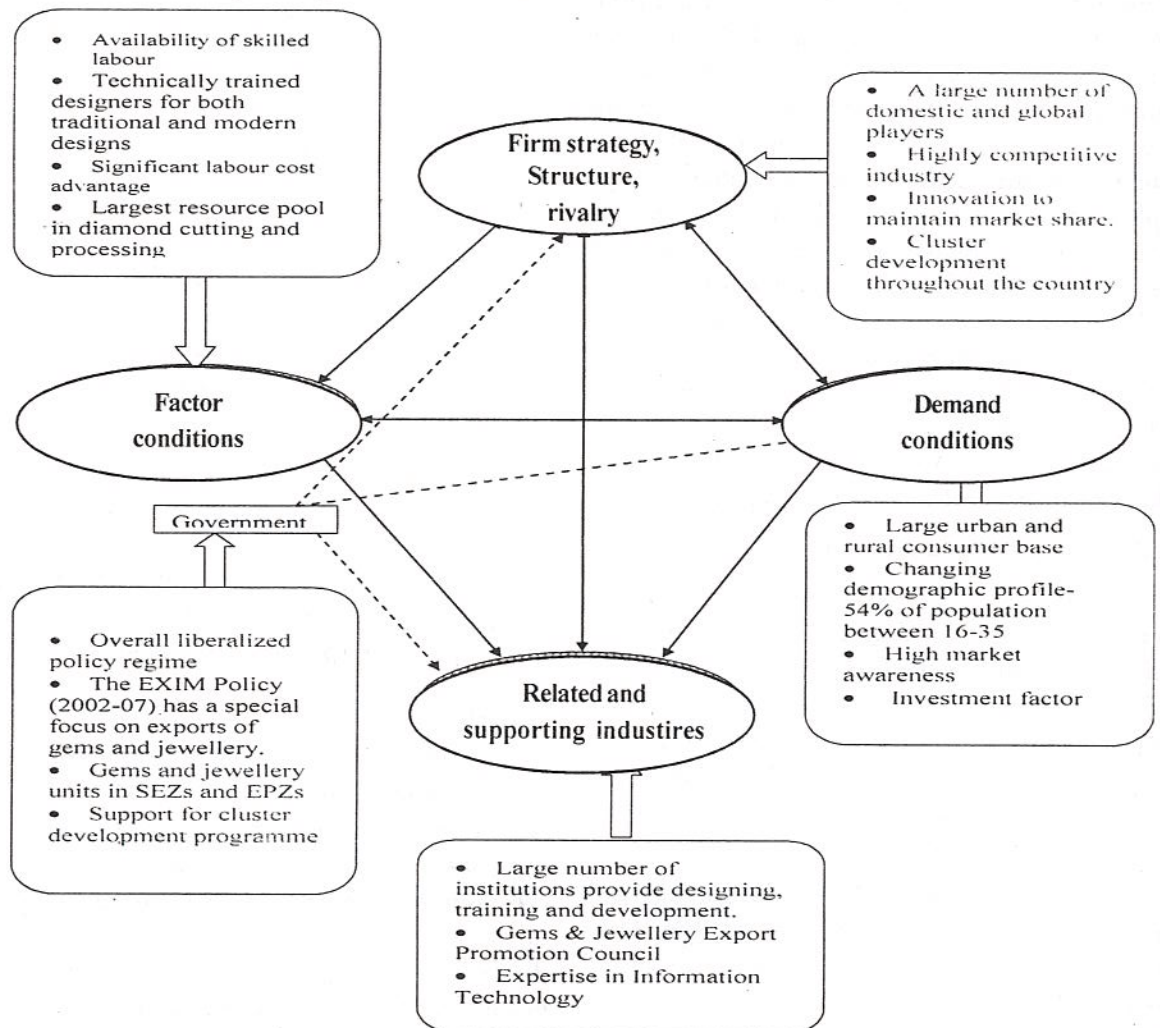 • Availability of skilled
labour
• Technically trained
designers for both
traditional and modern
designs
• Significant labour cost
advantage
• Largest resource pool
in diamond cutting and
processing
Firm strategy,
Structure,
rivalry
• A large number of
domestic and global
players
• Highly competitive
industry
• Innovation to
maintain market share.
• Cluster
development
throughout the country
Factor
conditions
Demand
conditions
Government
• Large urban and
rural consumer base
• Changing
demographic profile-
54% of population
between 16-35
• High market
awareness
• Investment factor
• Overall liberalized
policy regime
• The EXIM Policy
(2002-07) has a special
focus on exports of
gems and jewellery.
• Gems and jewellery
units in SEZs and EPZs
• Support for cluster
development programme
Related and
supporting industires
• Large number of
institutions provide designing,
training and development.
• Gems & Jewellery Export
Promotion Council
• Expertise in Information
Technology